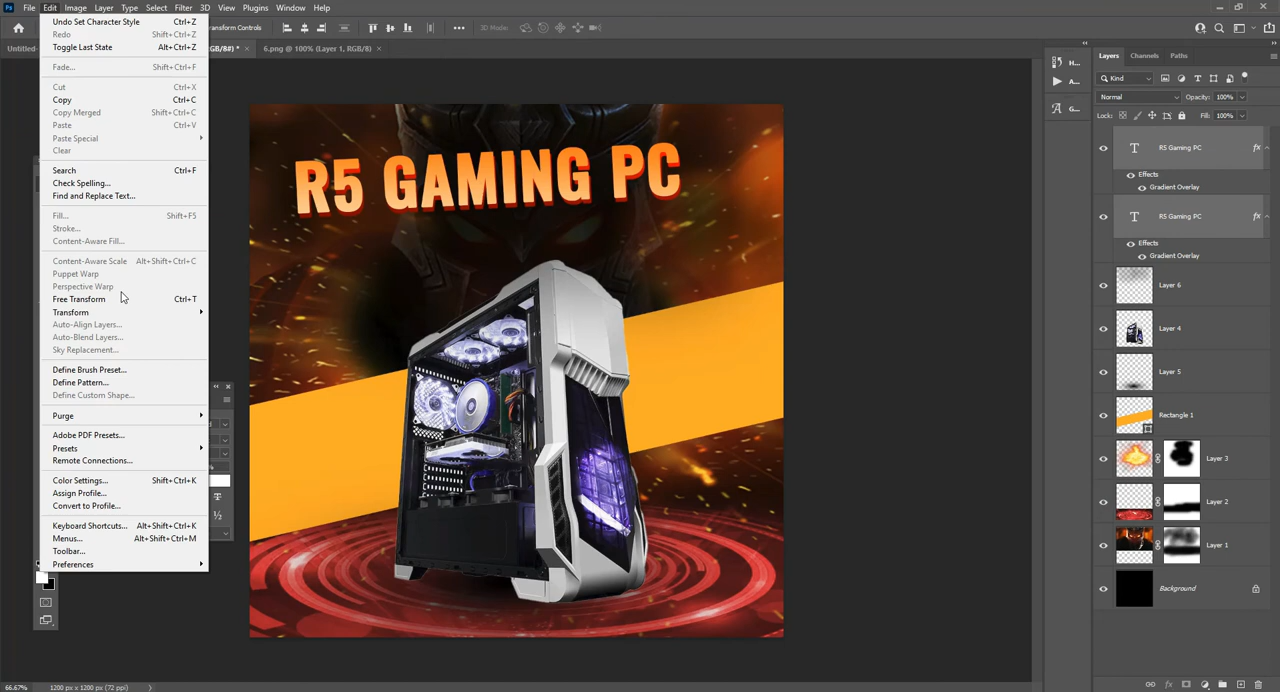 Ps File Edit Image Layer Type Select Filter 3D View Plugins Window Help
Transform Controls 3D Mode:
Untitled- RGB/8#) * × 6.png @ 100% (Layer 1, RGB/8) ×
Undo Set Character Style Ctrl+Z
Redo Shift+Ctrl+Z
Toggle Last State Alt+Ctrl+Z
Fade... Shift+Ctrl+F
Cut Ctrl+X
Copy Ctrl+C
Copy Merged Shift+Ctrl+C
Paste Ctrl+V
Paste Special
Clear
Search Ctrl+F
Check Spelling...
Find and Replace Text...
Fill... Shift+F5
Stroke...
Content-Aware Fill...
Content-Aware Scale Alt+Shift+Ctrl+C
Puppet Warp
Perspective Warp
Free Transform Ctrl+T
Transform
Auto-Align Layers...
Auto-Blend Layers...
Sky Replacement...
Define Brush Preset...
Define Pattern...
Define Custom Shape...
Purge
Adobe PDF Presets...
Presets
Remote Connections...
Color Settings... Shift+Ctrl+K
Assign Profile...
Convert to Profile...
Keyboard Shortcuts... Alt+Shift+Ctrl+K
Menus... Alt+Shift+Ctrl+M
Toolbar...
Preferences
R5 GAMING PC
H...
A...
G...
Layers Channels Paths
Kind
Normal Opacity: 100%
Lock: Fill: 100%
T R5 Gaming PC fx
Effects
Gradient Overlay
T R5 Gaming PC fx
Effects
Gradient Overlay
Layer 6
Layer 4
Layer 5
Rectangle 1
Layer 3
Layer 2
Layer 1
Background
66.67% 1200 px x 1200 px (72 ppi)